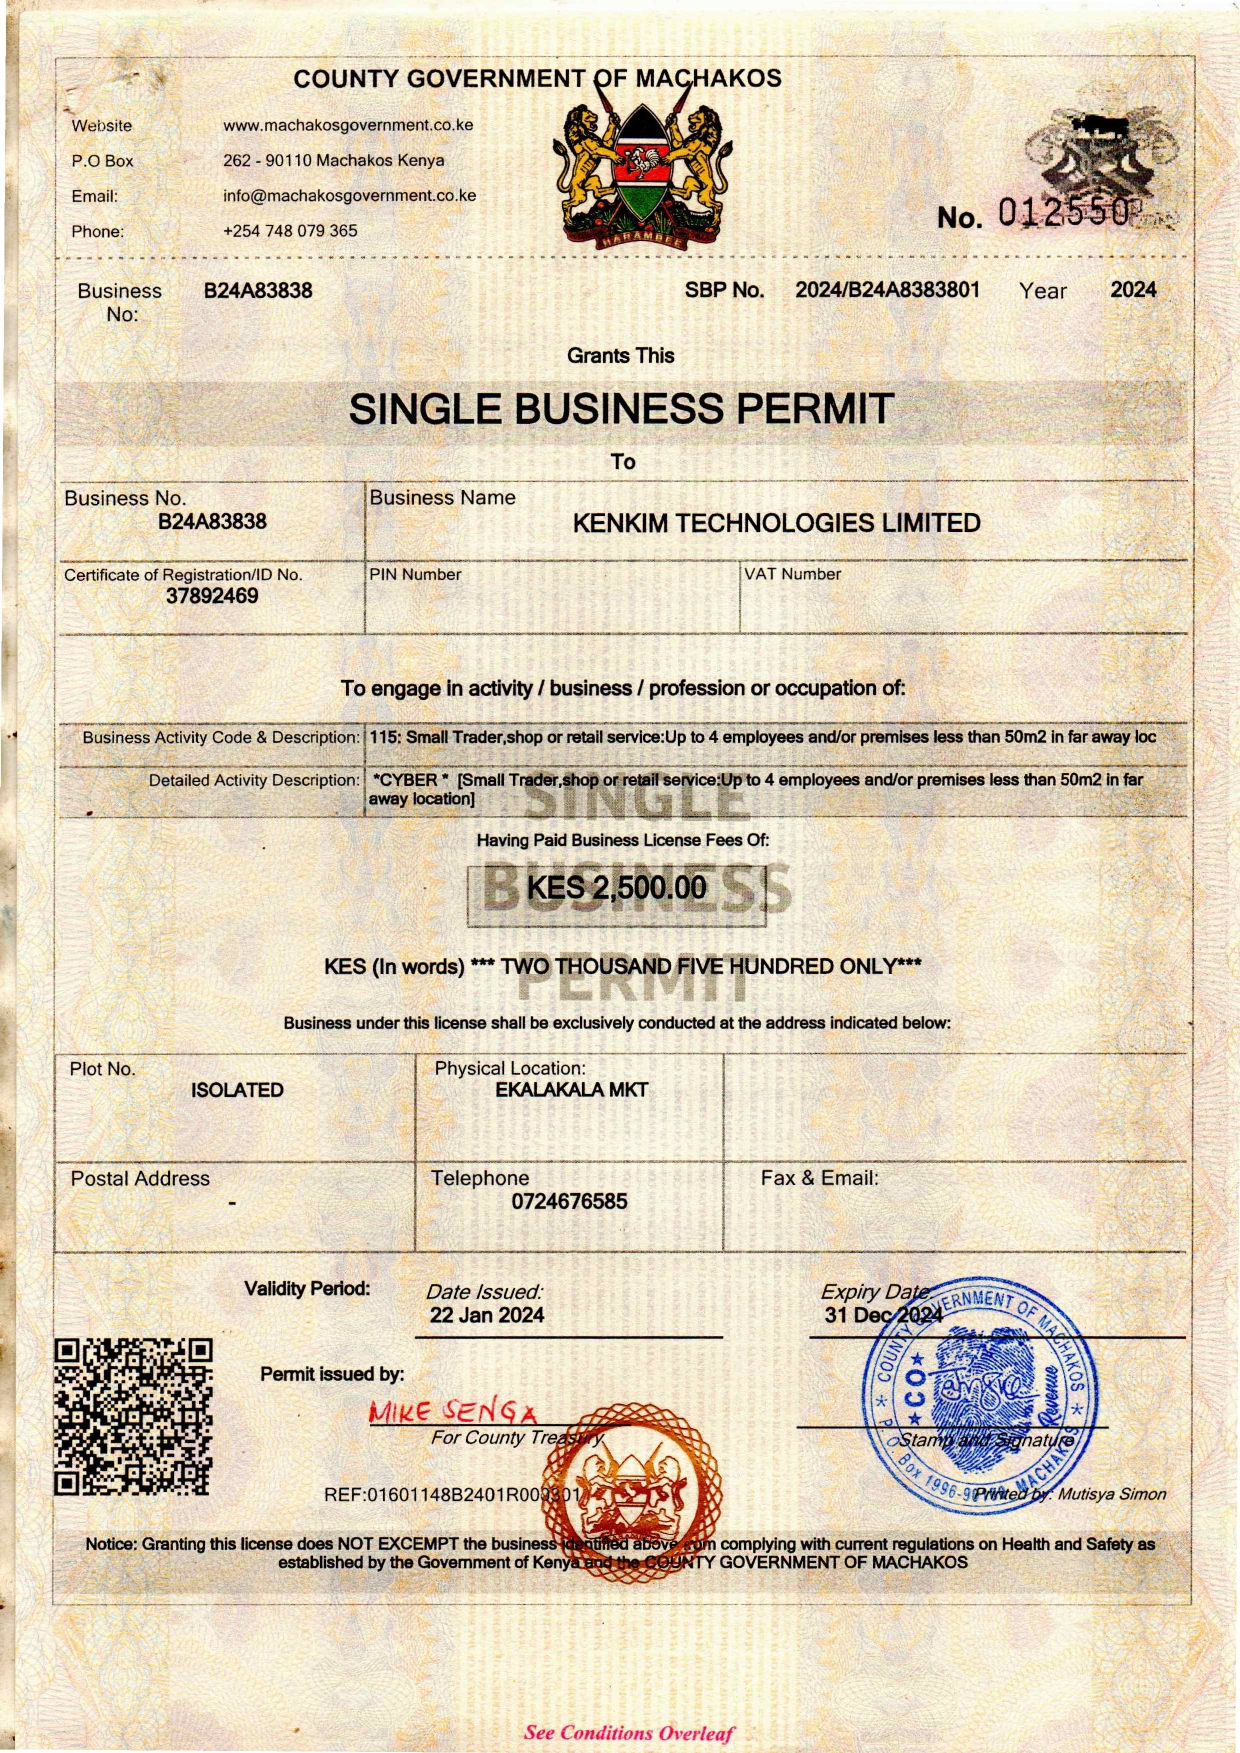 COUNTY GOVERNMENT OF MACHAKOS
Website www.machakosgovernment.co.ke
P.O Box 262 - 90110 Machakos Kenya
Email: info@machakosgovernment.co.ke
Phone: +254 748 079 365
HARAMBEE
No. 012550
Business No: B24A83838 SBP No. 2024/B24A8383801 Year 2024
Grants This
SINGLE BUSINESS PERMIT
To
Business No. Business Name
B24A83838 KENKIM TECHNOLOGIES LIMITED
Certificate of Registration/ID No. PIN Number VAT Number
37892469
To engage in activity / business / profession or occupation of:
Business Activity Code & Description: 115: Small Trader,shop or retail service:Up to 4 employees and/or premises less than 50m2 in far away loc
Detailed Activity Description: *CYBER * [Small Trader,shop or retail service:Up to 4 employees and/or premises less than 50m2 in far
away location]
SINGLE
Having Paid Business License Fees Of:
BUSINESS
KES 2,500.00
PERMIT
KES (In words) *** TWO THOUSAND FIVE HUNDRED ONLY***
Business under this license shall be exclusively conducted at the address indicated below:
Plot No. Physical Location:
ISOLATED EKALAKALA MKT
Postal Address Telephone Fax & Email:
- 0724676585
Validity Period: Date Issued: Expiry Date:
22 Jan 2024 31 Dec 2024
COUNTY GOVERNMENT OF MACHAKOS
★ CO ★
Revenue
P. O. Box 1996-90 MACHAKOS
Permit issued by:
MIKE SENGA
For County Treasury
Stamp and Signature
REF:01601148B2401R000301
Printed by: Mutisya Simon
Notice: Granting this license does NOT EXEMPT the business identified above from complying with current regulations on Health and Safety as
established by the Government of Kenya and the COUNTY GOVERNMENT OF MACHAKOS
See Conditions Overleaf